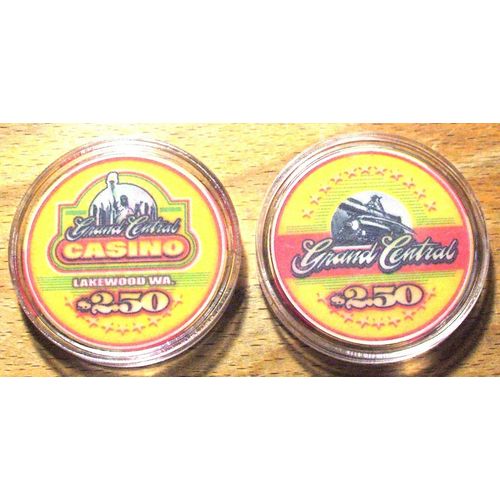 Grand Central
CASINO
LAKEWOOD WA.
$2.50
Grand Central
$2.50